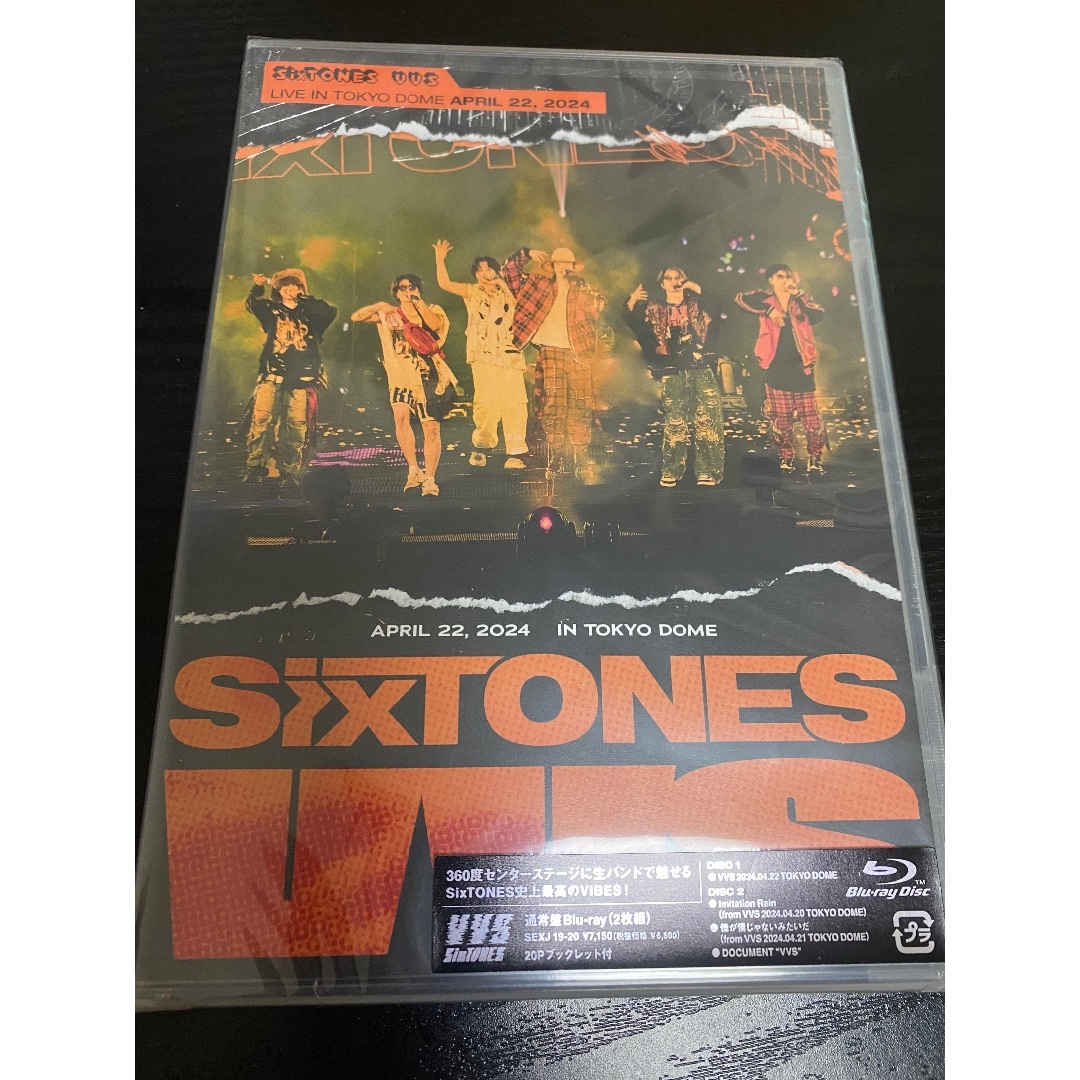 SixTONES VVS
LIVE IN TOKYO DOME APRIL 22, 2024
SixTONES
APRIL 22, 2024 IN TOKYO DOME
SixTONES
VVS
360度センターステージに生バンドで魅せる
SixTONES史上最高のVIBES!
VVS
SixTONES
通常盤Blu-ray(2枚組)
SEXJ 19-20 ¥7,150(税抜価格 ¥6,500)
20Pブックレット付
DISC 1
● VVS 2024.04.22 TOKYO DOME
DISC 2
● Imitation Rain
(from VVS 2024.04.20 TOKYO DOME)
● 僕が僕じゃないみたいだ
(from VVS 2024.04.21 TOKYO DOME)
● DOCUMENT "VVS"
Blu-ray Disc
プラ